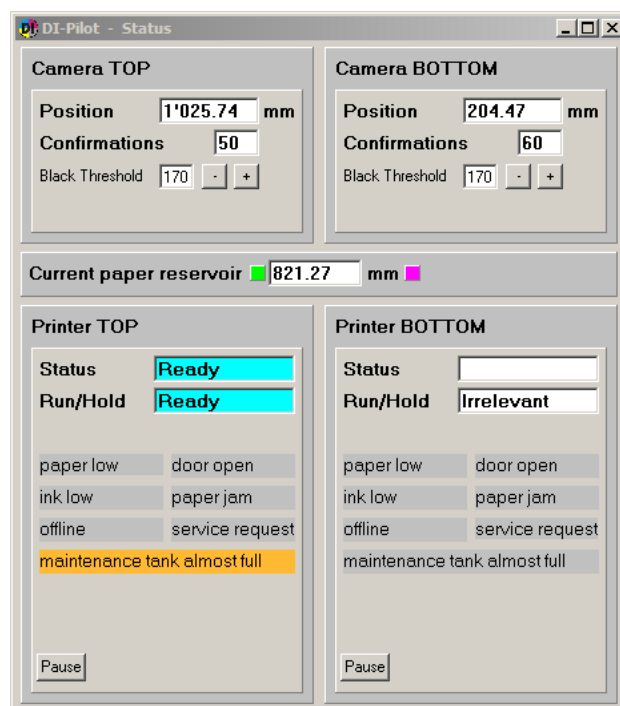 DI-Pilot - Status
Camera TOP
Position 1'025.74 mm
Confirmations 50
Black Threshold 170 - +
Camera BOTTOM
Position 204.47 mm
Confirmations 60
Black Threshold 170 - +
Current paper reservoir 821.27 mm
Printer TOP
Status Ready
Run/Hold Ready
paper low door open
ink low paper jam
offline service request
maintenance tank almost full
Pause
Printer BOTTOM
Status
Run/Hold Irrelevant
paper low door open
ink low paper jam
offline service request
maintenance tank almost full
Pause